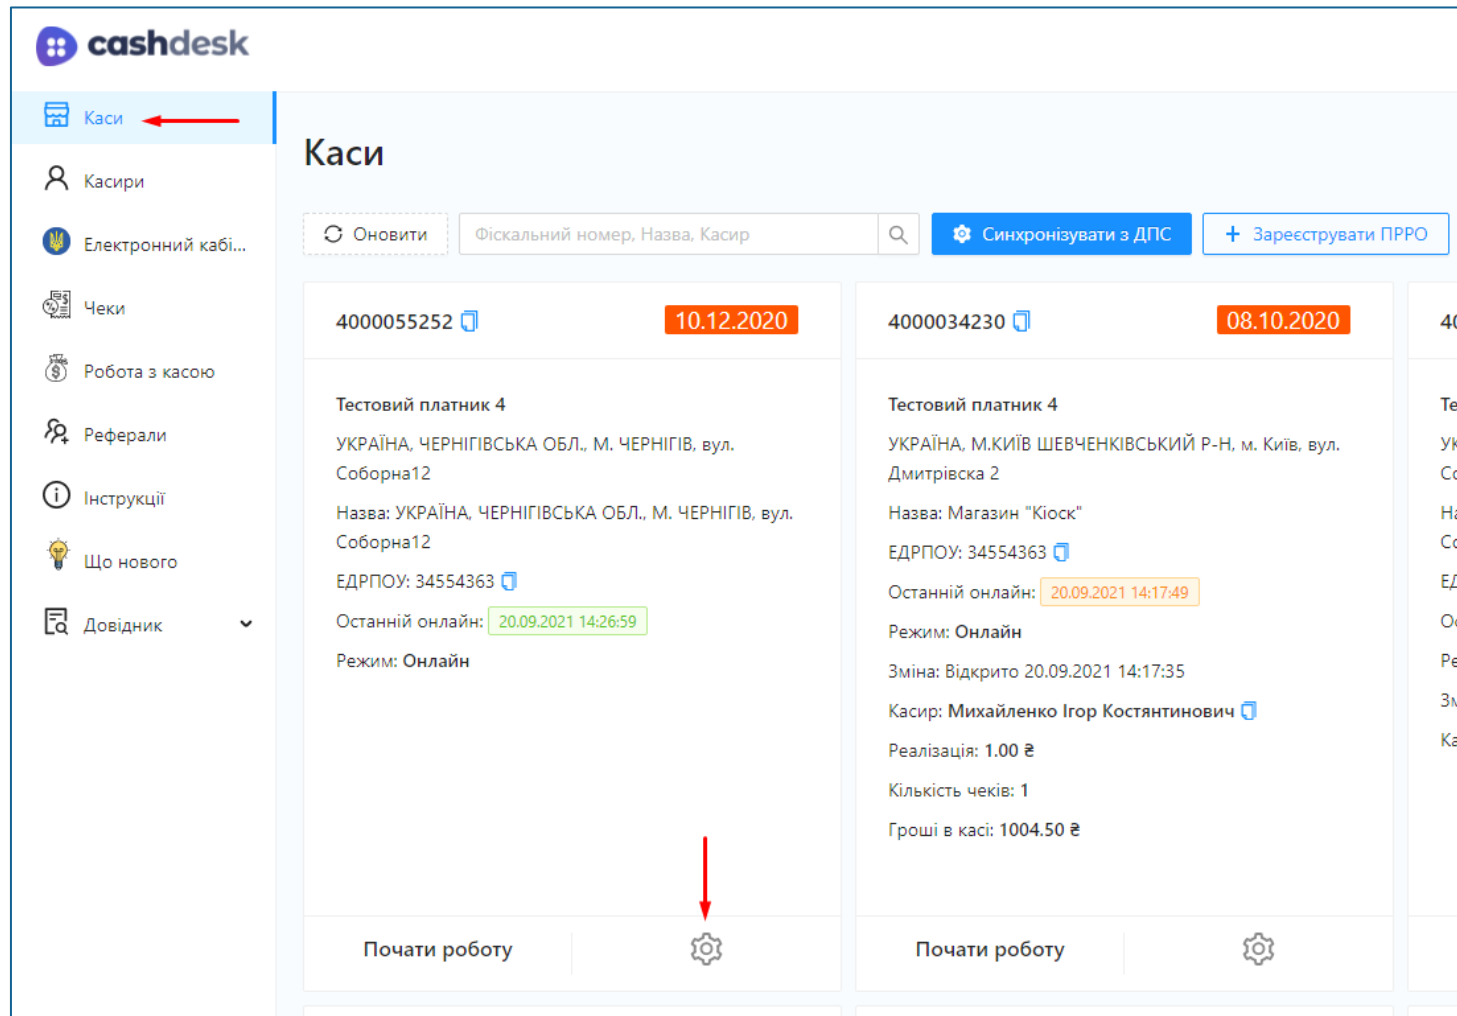 cashdesk
Каси
Касири
Електронний кабі...
Чеки
Робота з касою
Реферали
Інструкції
Що нового
Довідник
Каси
Оновити
Фіскальний номер, Назва, Касир
Синхронізувати з ДПС
+ Зареєструвати ПРРО
4000055252
10.12.2020
Тестовий платник 4
УКРАЇНА, ЧЕРНІГІВСЬКА ОБЛ., М. ЧЕРНІГІВ, вул.
Соборна12
Назва: УКРАЇНА, ЧЕРНІГІВСЬКА ОБЛ., М. ЧЕРНІГІВ, вул.
Соборна12
ЕДРПОУ: 34554363
Останній онлайн: 20.09.2021 14:26:59
Режим: Онлайн
Почати роботу
4000034230
08.10.2020
Тестовий платник 4
УКРАЇНА, М.КИЇВ ШЕВЧЕНКІВСЬКИЙ Р-Н, м. Київ, вул.
Дмитрівска 2
Назва: Магазин "Кіоск"
ЕДРПОУ: 34554363
Останній онлайн: 20.09.2021 14:17:49
Режим: Онлайн
Зміна: Відкрито 20.09.2021 14:17:35
Касир: Михайленко Ігор Костянтинович
Реалізація: 1.00 ₴
Кількість чеків: 1
Гроші в касі: 1004.50 ₴
Почати роботу